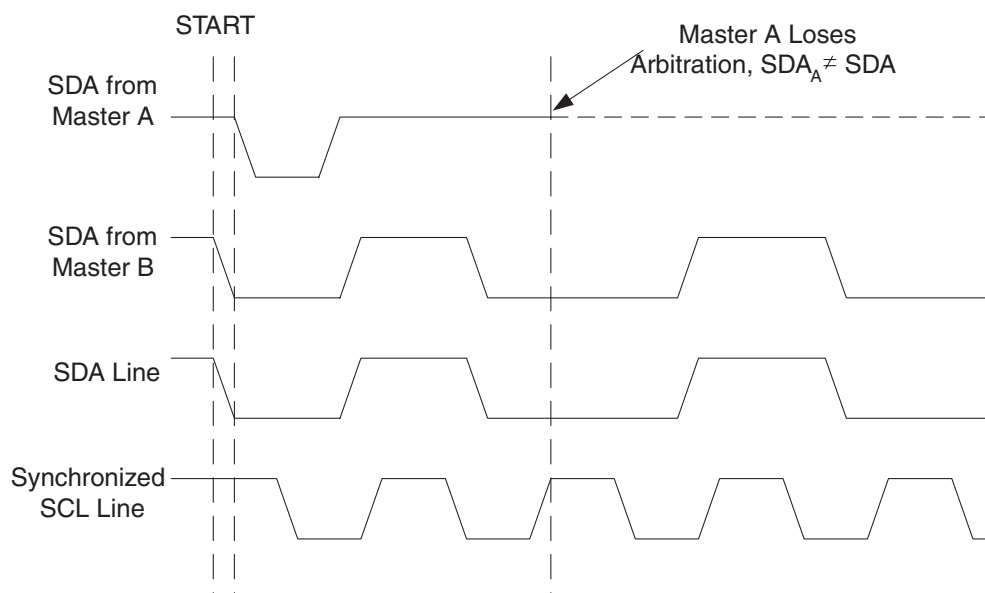 START
Master A Loses
Arbitration, SDA_A ≠ SDA
SDA from
Master A
SDA from
Master B
SDA Line
Synchronized
SCL Line